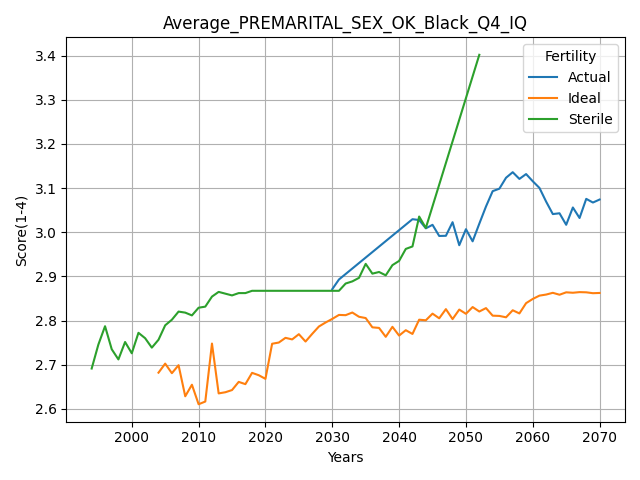 Average_PREMARITAL_SEX_OK_Black_Q4_IQ
Fertility
Actual
Ideal
Sterile
Score(1-4)
3.4
3.3
3.2
3.1
3.0
2.9
2.8
2.7
2.6
2000 2010 2020 2030 2040 2050 2060 2070
Years